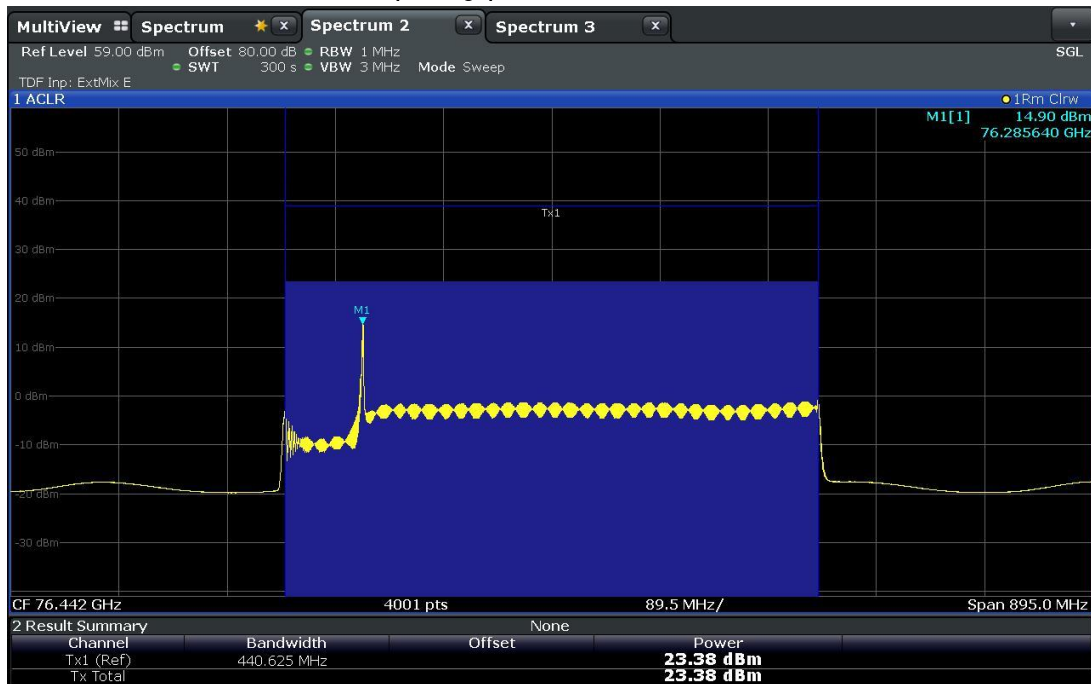 MultiView Spectrum X Spectrum 2 X Spectrum 3 X
Ref Level 59.00 dBm Offset 80.00 dB RBW 1 MHz SGL
SWT 300 s VBW 3 MHz Mode Sweep
TDF Inp: ExtMix E
1 ACLR 1Rm Clrw
M1[1] 14.90 dBm
76.285640 GHz
50 dBm
40 dBm
Tx1
30 dBm
20 dBm
M1
10 dBm
0 dBm
-10 dBm
-20 dBm
-30 dBm
CF 76.442 GHz 4001 pts 89.5 MHz/ Span 895.0 MHz
2 Result Summary None
Channel Bandwidth Offset Power
Tx1 (Ref) 440.625 MHz 23.38 dBm
Tx Total 23.38 dBm